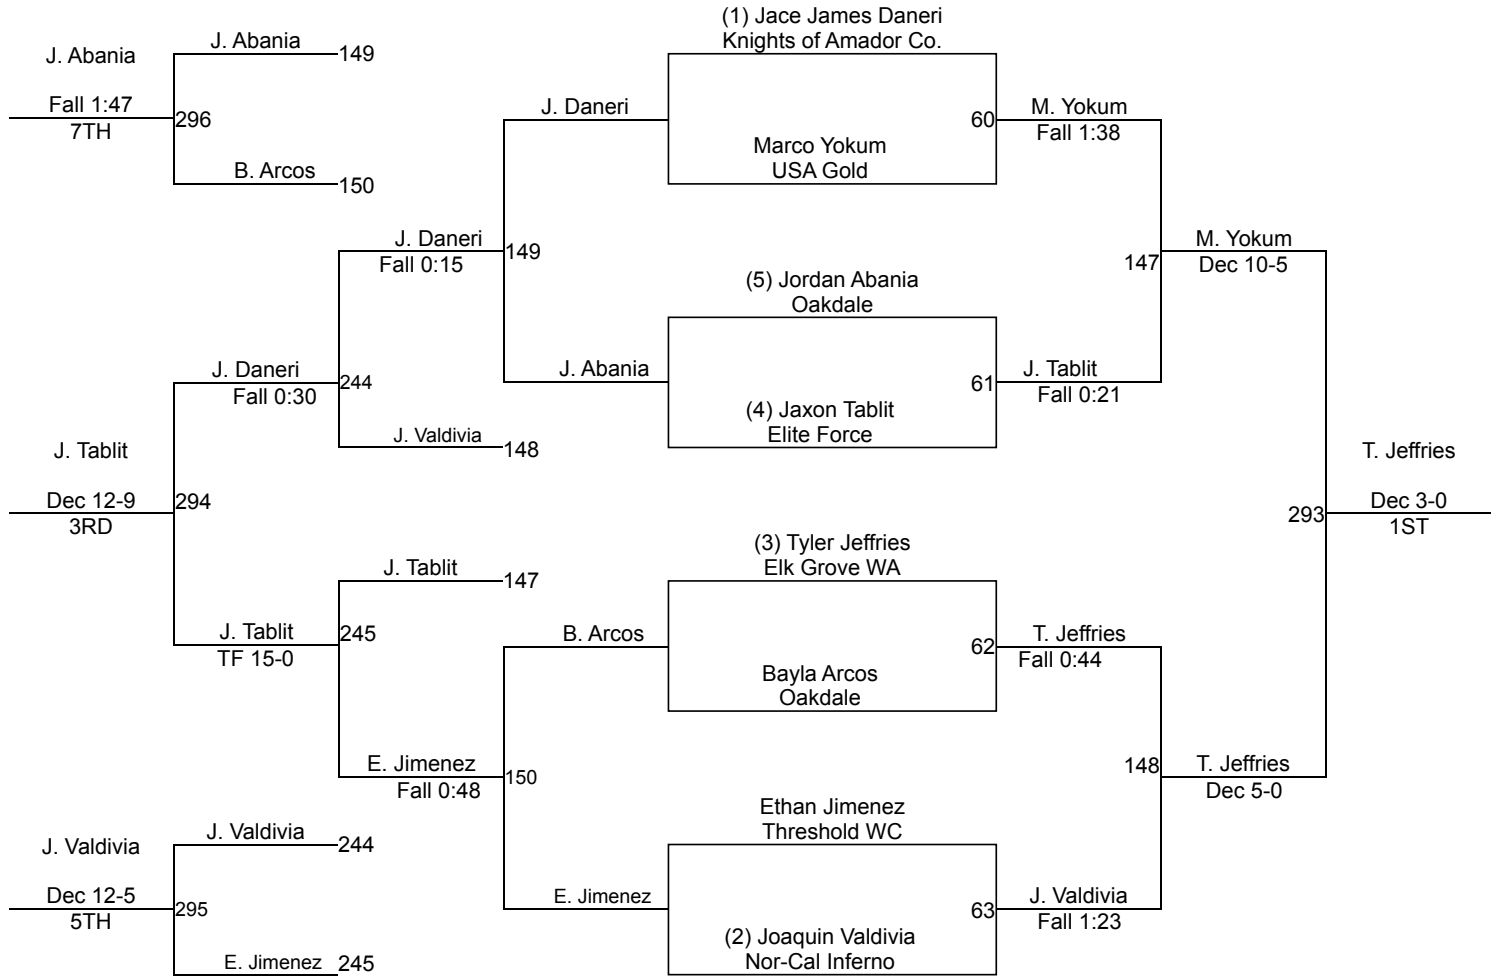 (1) Jace James Daneri
Knights of Amador Co.
J. Abania
J. Abania
149
Fall 1:47
7TH
296
B. Arcos
150
J. Daneri
60
M. Yokum
Fall 1:38
Marco Yokum
USA Gold
J. Daneri
Fall 0:15
149
147
M. Yokum
Dec 10-5
(5) Jordan Abania
Oakdale
J. Daneri
Fall 0:30
244
J. Abania
61
J. Tablit
Fall 0:21
(4) Jaxon Tablit
Elite Force
J. Valdivia
148
J. Tablit
Dec 12-9
3RD
294
T. Jeffries
293
Dec 3-0
1ST
(3) Tyler Jeffries
Elk Grove WA
J. Tablit
147
J. Tablit
TF 15-0
245
B. Arcos
62
T. Jeffries
Fall 0:44
Bayla Arcos
Oakdale
E. Jimenez
Fall 0:48
150
148
T. Jeffries
Dec 5-0
Ethan Jimenez
Threshold WC
J. Valdivia
J. Valdivia
244
Dec 12-5
5TH
295
E. Jimenez
245
E. Jimenez
63
J. Valdivia
Fall 1:23
(2) Joaquin Valdivia
Nor-Cal Inferno